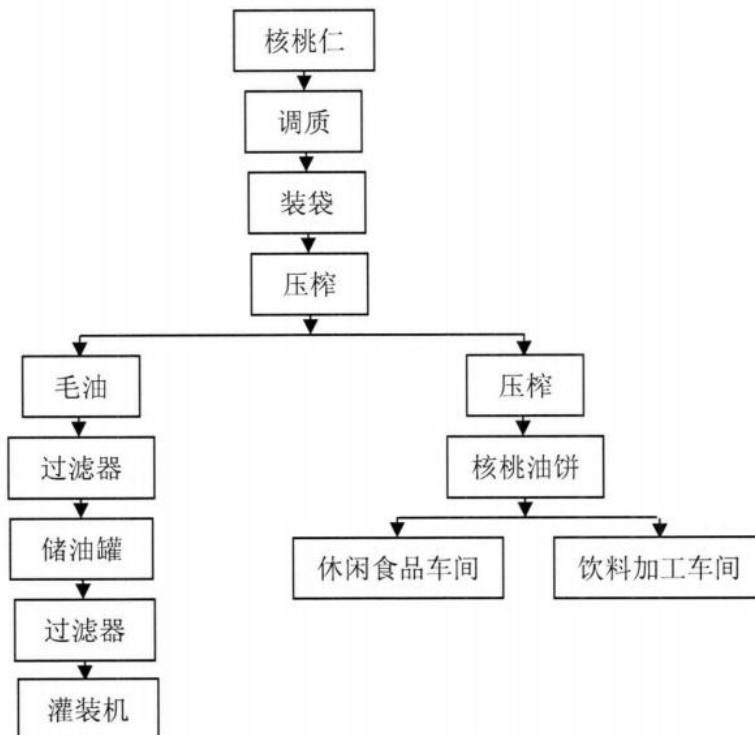 核桃仁
调质
装袋
压榨
毛油
压榨
过滤器
核桃油饼
储油罐
休闲食品车间
饮料加工车间
过滤器
灌装机